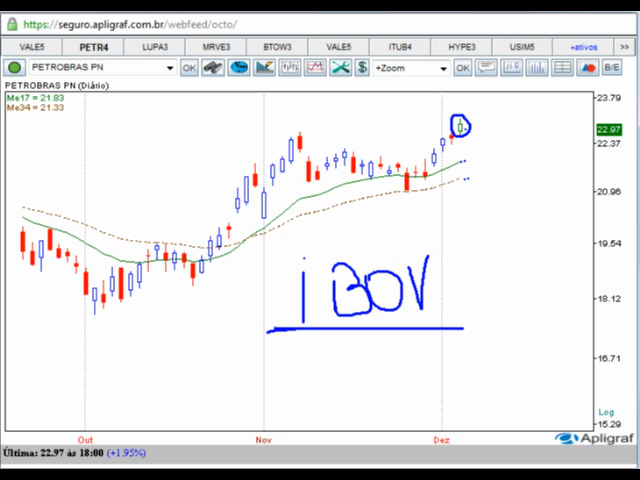 https://seguro.apligraf.com.br/webfeed/octo/
VALE5 PETR4 LUPA3 MRVE3 BTOW3 VALE5 ITUB4 HYPE3 USIM5 +ativos >>
PETROBRAS PN OK $ +Zoom OK B/E
PETROBRAS PN (Diário)
Me17 = 21.83
Me34 = 21.33
23.79
22.97
22.37
20.96
19.54
18.12
16.71
15.29
IBOV
Log
Apligraf
Out Nov Dez
Última: 22.97 ás 18:00 (+1.95%)